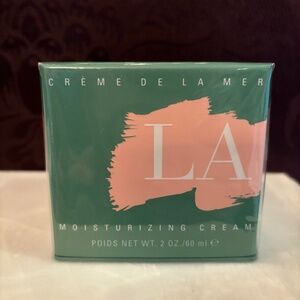 CRÈME DE LA MER
LA
MOISTURIZING CREAM
POIDS NET WT. 2 OZ./60 ml ℮